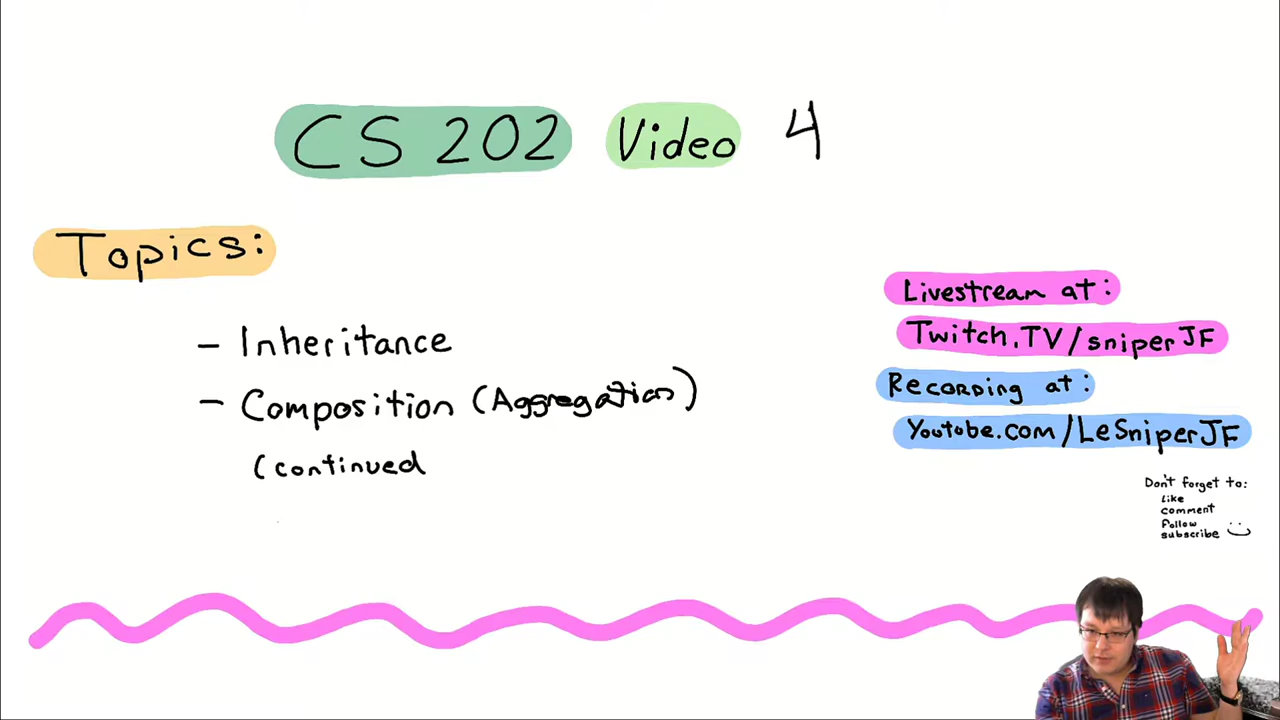 CS 202 Video 4
Topics:
- Inheritance
- Composition (Aggregation)
(continued
Livestream at:
Twitch.TV/sniperJF
Recording at:
Youtube.com/LeSniperJF
Don't forget to:
Like
comment
follow
subscribe